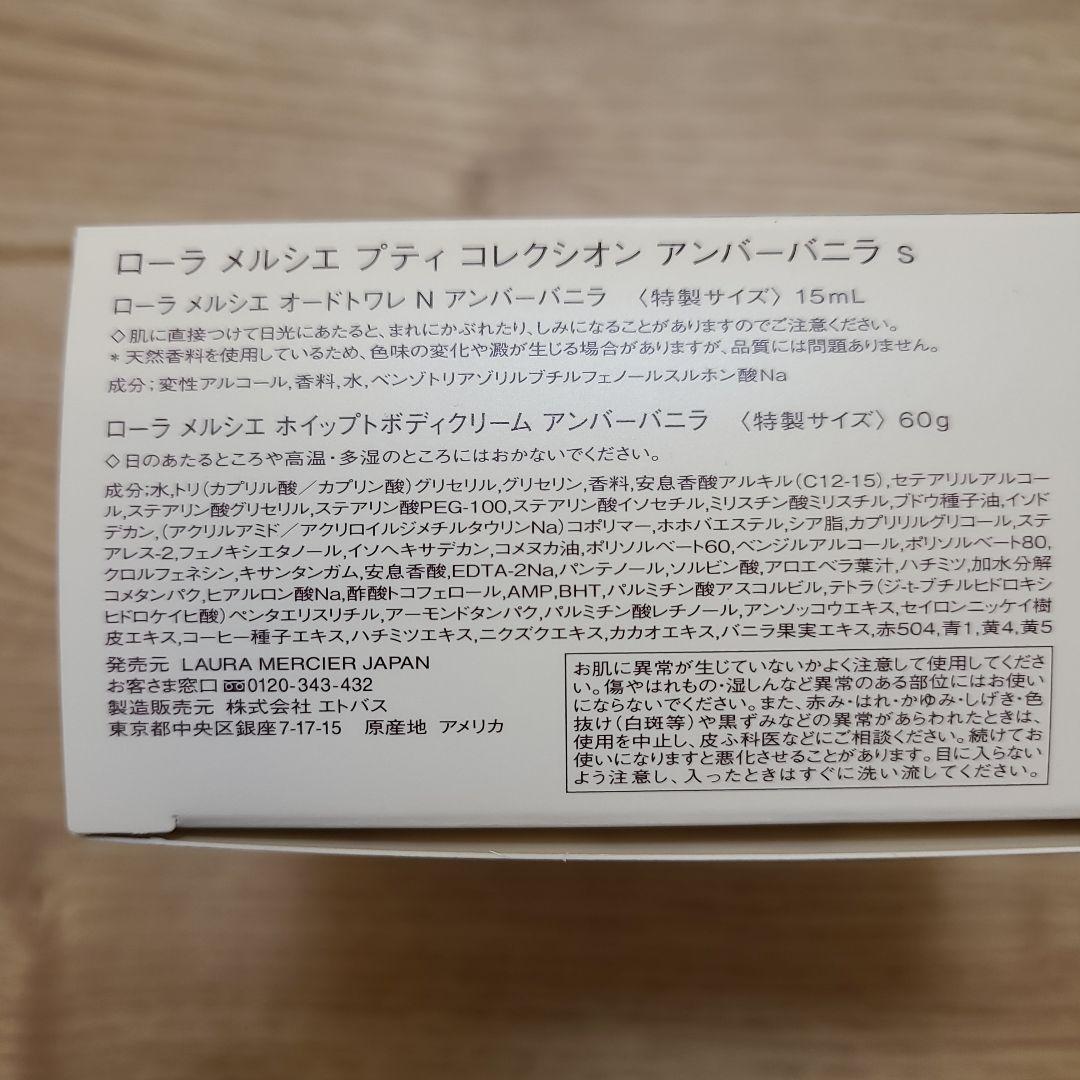 ローラ メルシエ プティ コレクシオン アンバーバニラ S
ローラ メルシエ オードトワレ N アンバーバニラ 〈特製サイズ〉 15mL
◇肌に直接つけて日光にあたると、まれにかぶれたり、しみになることがありますのでご注意ください。
*天然香料を使用しているため、色味の変化や澱が生じる場合がありますが、品質には問題ありません。
成分;変性アルコール,香料,水,ベンゾトリアゾリルブチルフェノールスルホン酸Na
ローラ メルシエ ホイップトボディクリーム アンバーバニラ 〈特製サイズ〉 60g
◇日のあたるところや高温・多湿のところにはおかないでください。
成分;水,トリ(カプリル酸/カプリン酸)グリセリル,グリセリン,香料,安息香酸アルキル(C12-15),セテアリルアルコー
ル,ステアリン酸グリセリル,ステアリン酸PEG-100,ステアリン酸イソセチル,ミリスチン酸ミリスチル,ブドウ種子油,イソド
デカン,(アクリルアミド/アクリロイルジメチルタウリンNa)コポリマー,ホホバエステル,シア脂,カプリリルグリコール,ステ
アレス-2,フェノキシエタノール,イソヘキサデカン,コメヌカ油,ポリソルベート60,ベンジルアルコール,ポリソルベート80,
クロルフェネシン,キサンタンガム,安息香酸,EDTA-2Na,パンテノール,ソルビン酸,アロエベラ葉汁,ハチミツ,加水分解
コメタンパク,ヒアルロン酸Na,酢酸トコフェロール,AMP,BHT,パルミチン酸アスコルビル,テトラ(ジ-t-ブチルヒドロキシ
ヒドロケイヒ酸)ペンタエリスリチル,アーモンドタンパク,パルミチン酸レチノール,アンソッコウエキス,セイロンニッケイ樹
皮エキス,コーヒー種子エキス,ハチミツエキス,ニクズクエキス,カカオエキス,バニラ果実エキス,赤504,青1,黄4,黄5
発売元 LAURA MERCIER JAPAN
お客さま窓口 0120-343-432
製造販売元 株式会社 エトバス
東京都中央区銀座7-17-15 原産地 アメリカ
お肌に異常が生じていないかよく注意して使用してくださ
い。傷やはれもの・湿しんなど異常のある部位にはお使い
にならないでください。また、赤み・はれ・かゆみ・しげき・色
抜け(白斑等)や黒ずみなどの異常があらわれたときは、
使用を中止し、皮ふ科医などにご相談ください。続けてお
使いになりますと悪化させることがあります。目に入らない
よう注意し、入ったときはすぐに洗い流してください。